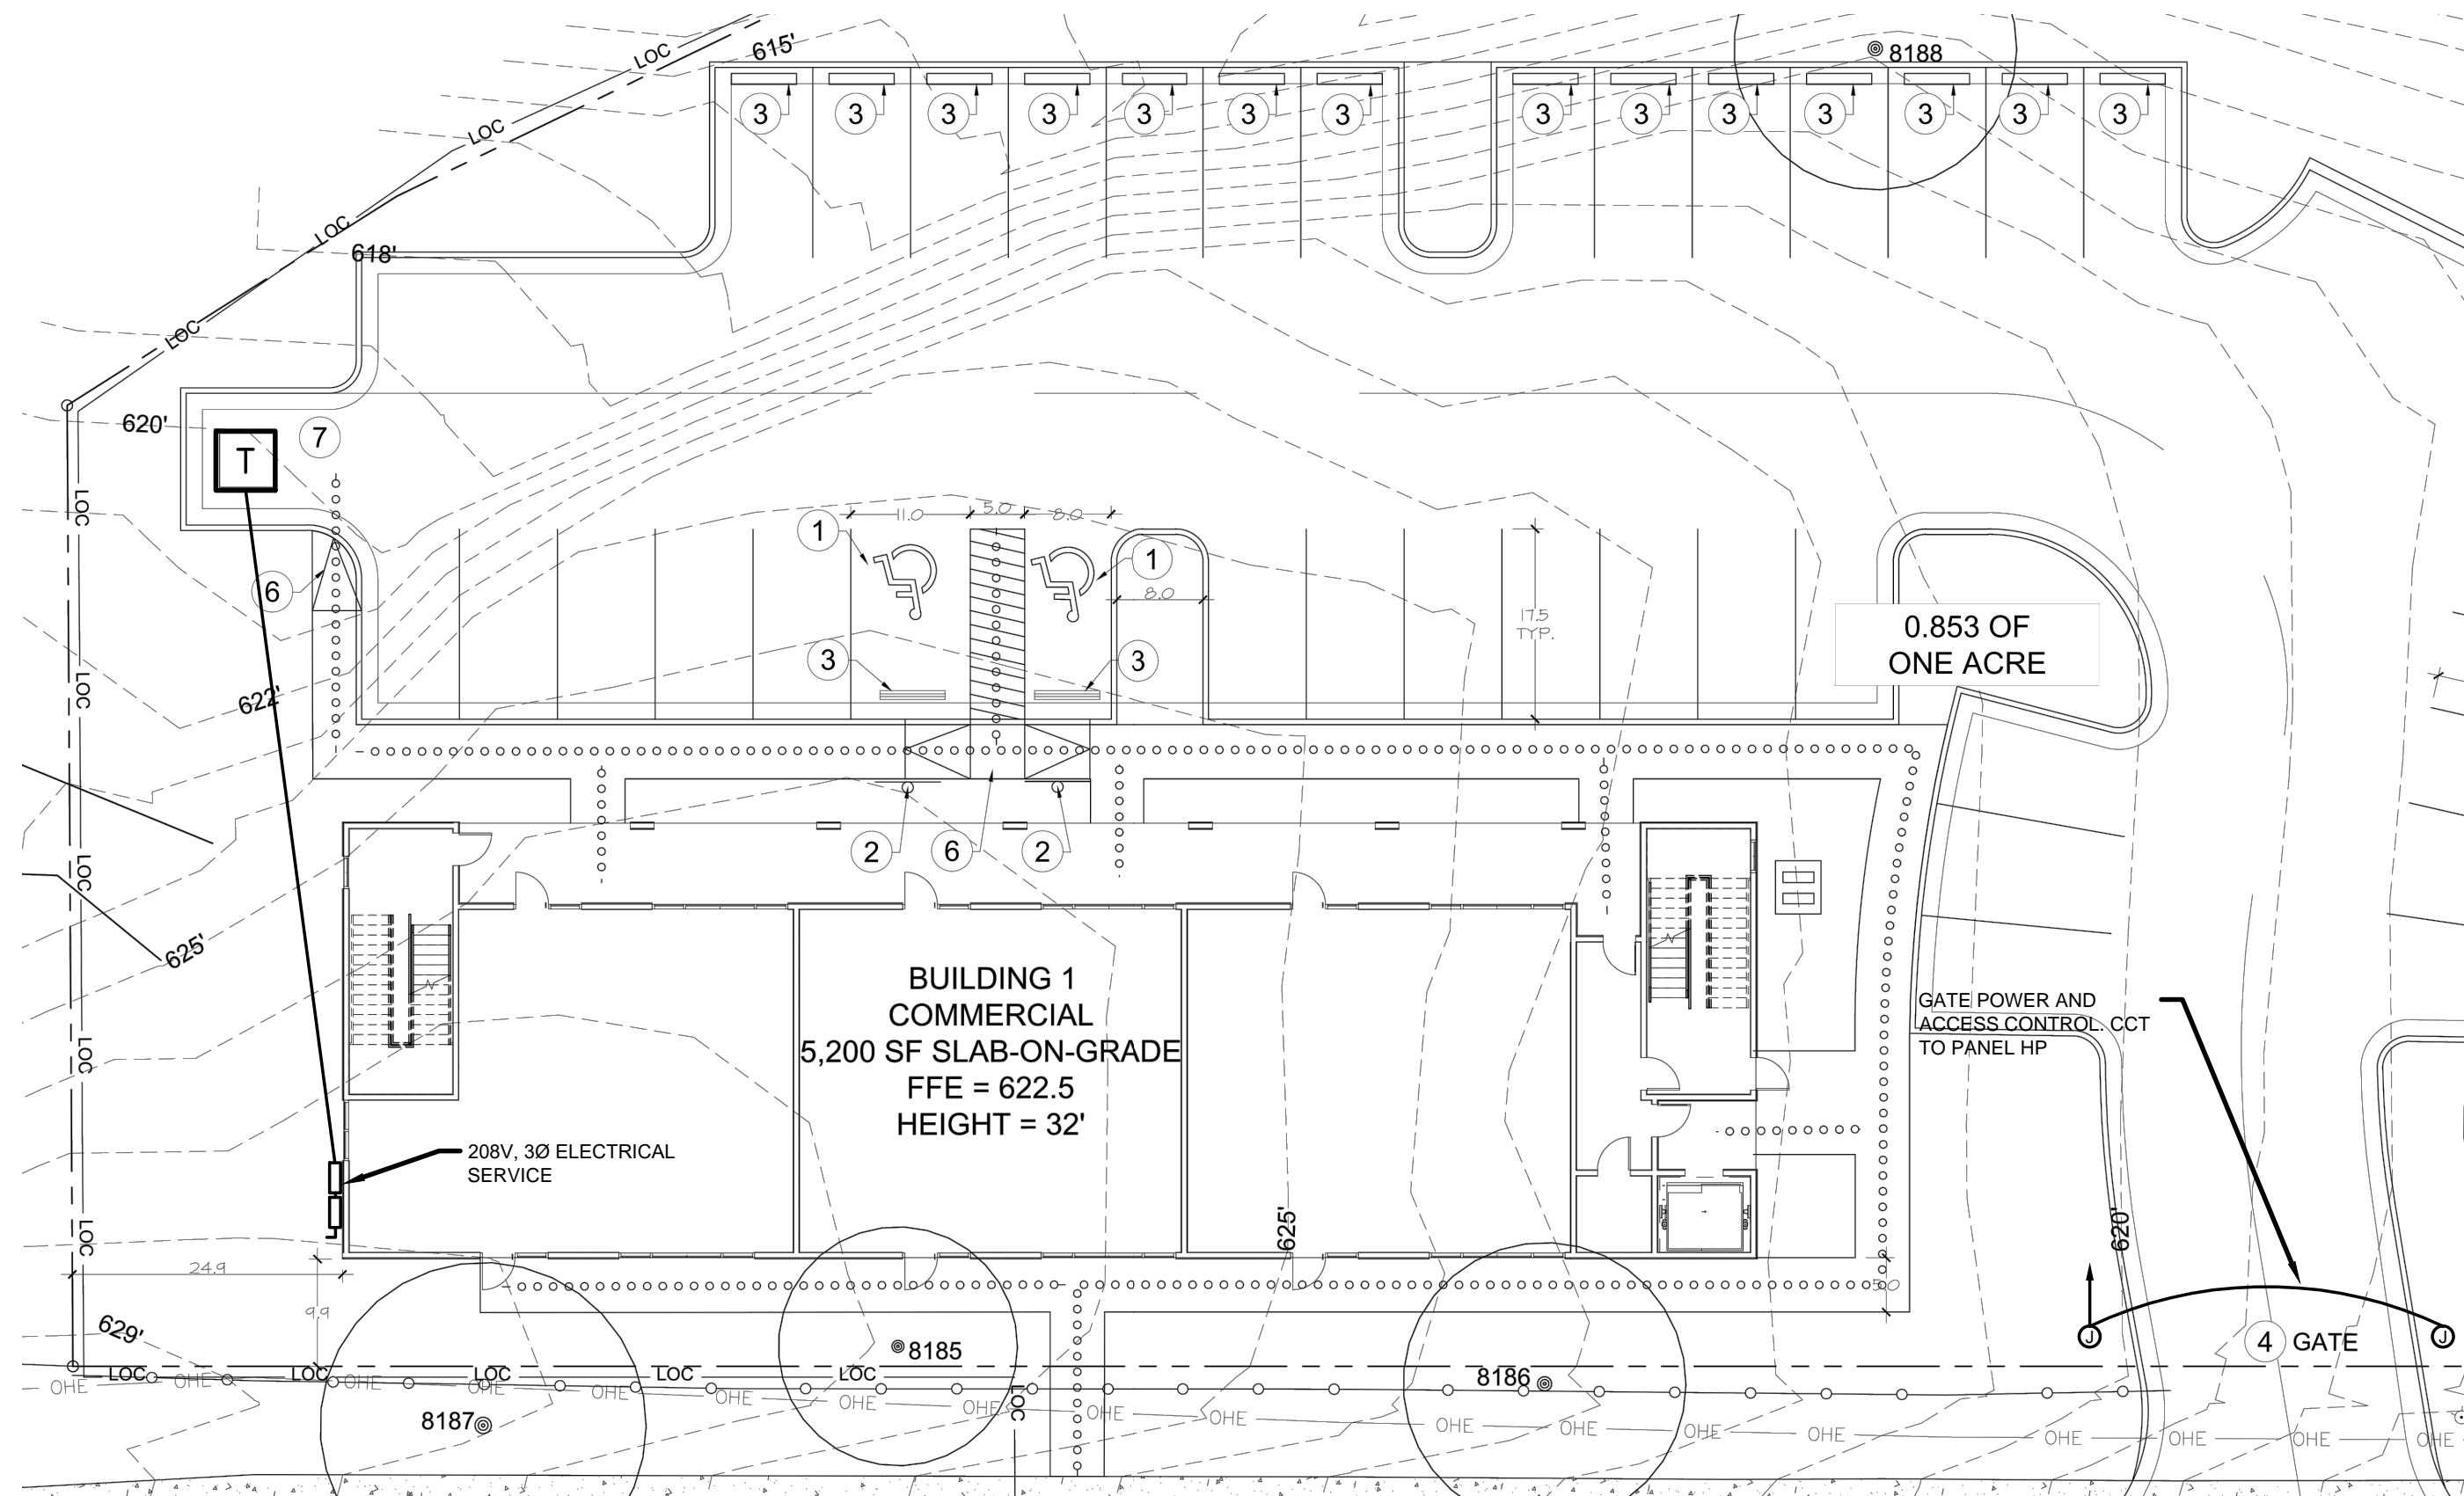 LOC
615'
8188
3 3 3 3 3 3 3 3 3 3 3 3 3 3
LOC
LOC
618'
LOC
620'
7
T
LOC
11.0
5.0
8.0
1
1
6
8.0
17.5
TYP.
0.853 OF
ONE ACRE
3
3
LOC
622'
2
6
2
LOC
625'
BUILDING 1
COMMERCIAL
5,200 SF SLAB-ON-GRADE
FFE = 622.5
HEIGHT = 32'
GATE POWER AND
ACCESS CONTROL. CCT
TO PANEL HP
LOC
208V, 3Ø ELECTRICAL
SERVICE
LOC
625'
620'
24.9
9.9
5.0
629'
8185
J
4 GATE
J
LOC LOC LOC LOC LOC
8186
OHE OHE OHE OHE OHE OHE OHE OHE OHE OHE OHE OHE OHE OHE OHE OHE OHE OHE OHE
LOC
8187